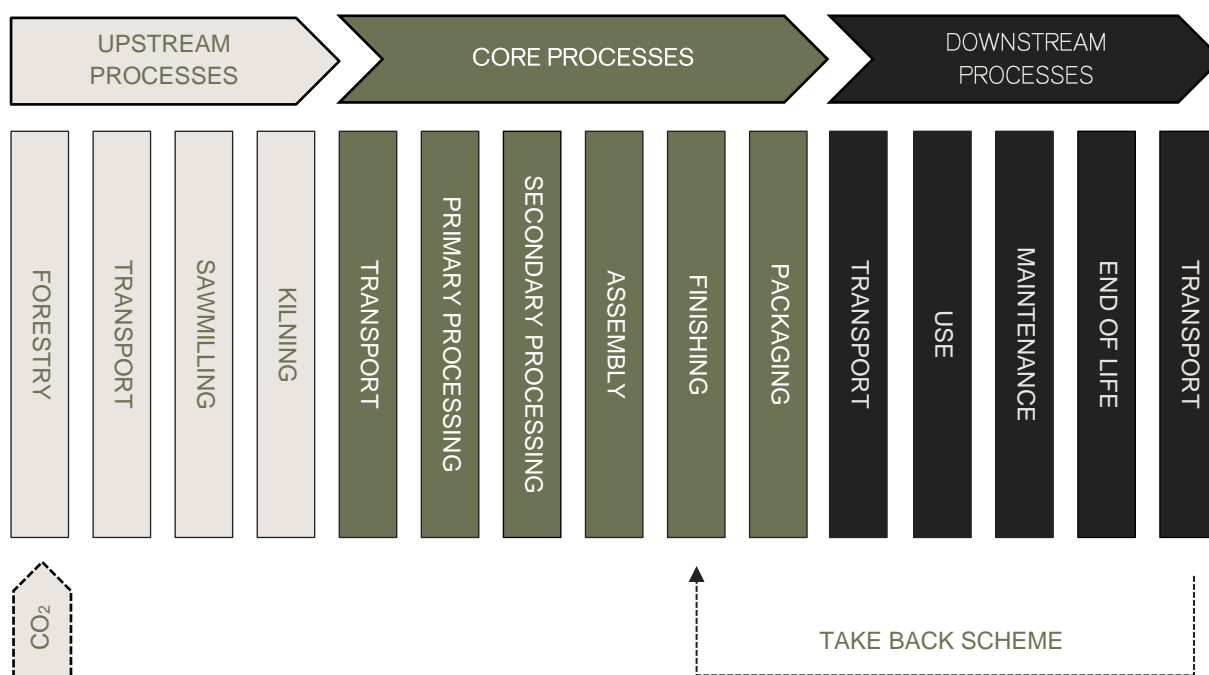 UPSTREAM
PROCESSES
CORE PROCESSES
DOWNSTREAM
PROCESSES
FORESTRY
TRANSPORT
SAWMILLING
KILNING
TRANSPORT
PRIMARY PROCESSING
SECONDARY PROCESSING
ASSEMBLY
FINISHING
PACKAGING
TRANSPORT
USE
MAINTENANCE
END OF LIFE
TRANSPORT
CO₂
TAKE BACK SCHEME